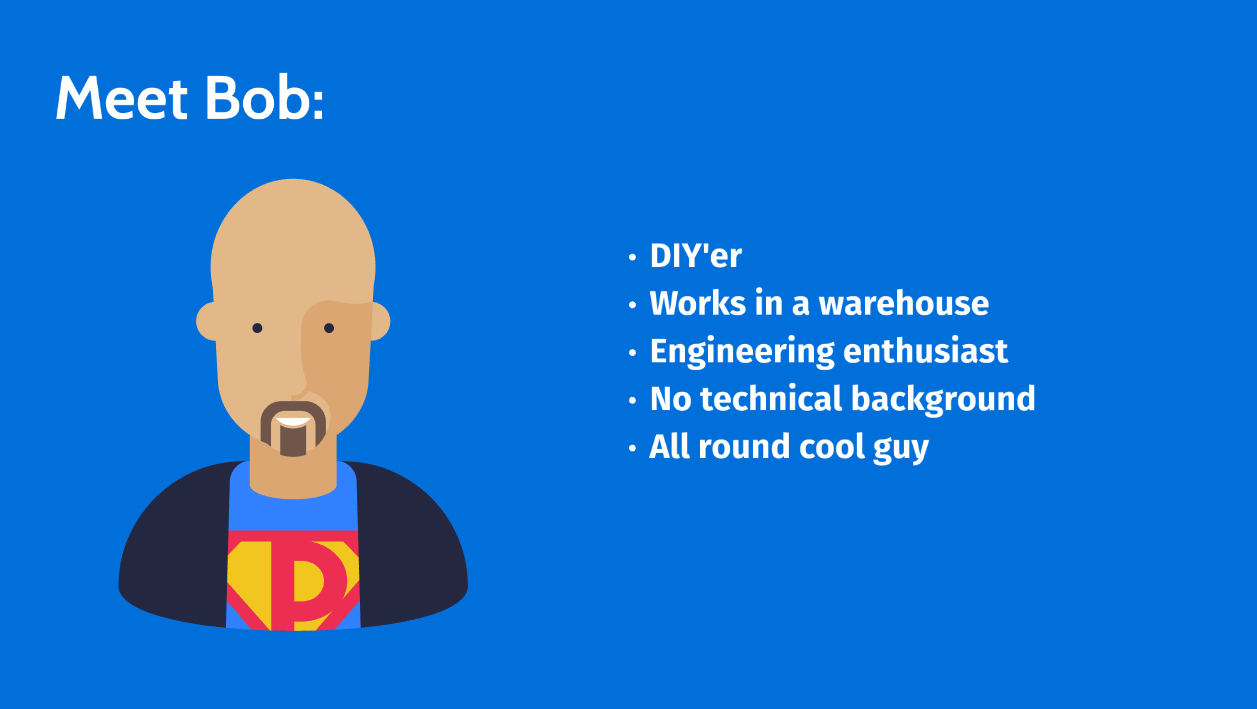 Meet Bob:
• DIY'er
• Works in a warehouse
• Engineering enthusiast
• No technical background
• All round cool guy
P